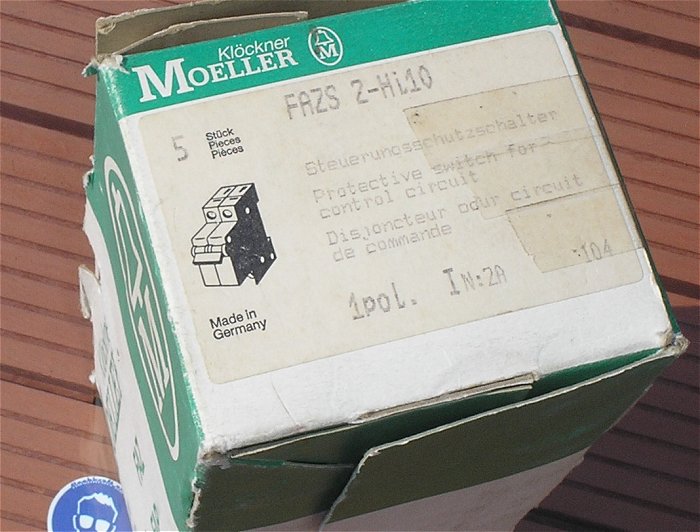 Klöckner
MOELLER
FAZS 2-Hi10
5 Stück
Pieces
Pièces
Steuerungsschutzschalter
Protective switch for
control circuit
Disjoncteur pour circuit
de commande
1pol. IN:2A
104
Made in
Germany